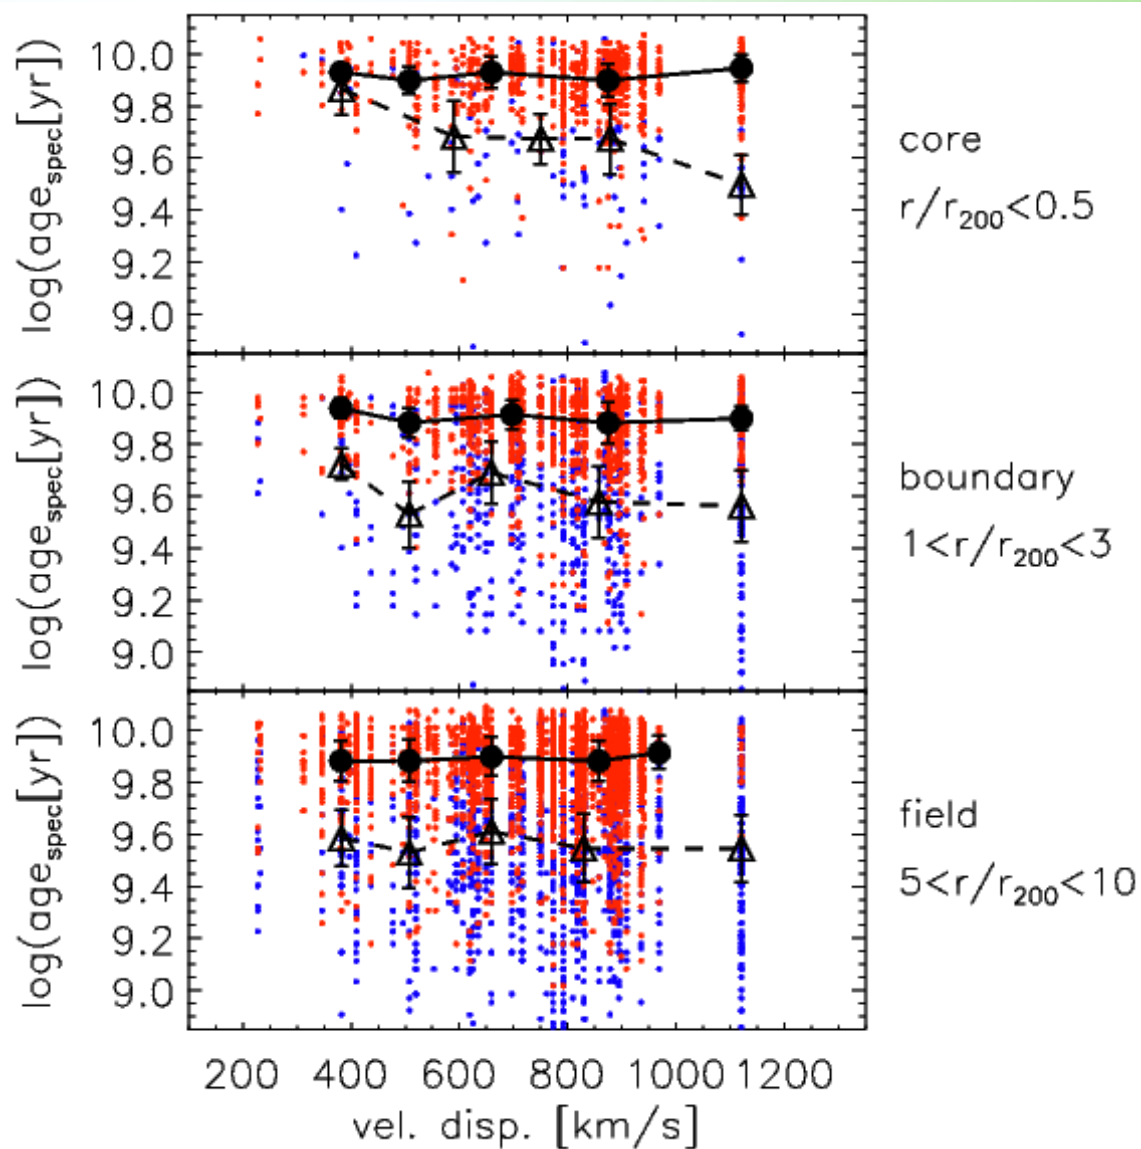 log(age_spec[yr])
10.0
9.8
9.6
9.4
9.2
9.0
core
r/r_200<0.5
log(age_spec[yr])
10.0
9.8
9.6
9.4
9.2
9.0
boundary
1<r/r_200<3
log(age_spec[yr])
10.0
9.8
9.6
9.4
9.2
9.0
field
5<r/r_200<10
200 400 600 800 1000 1200
vel. disp. [km/s]